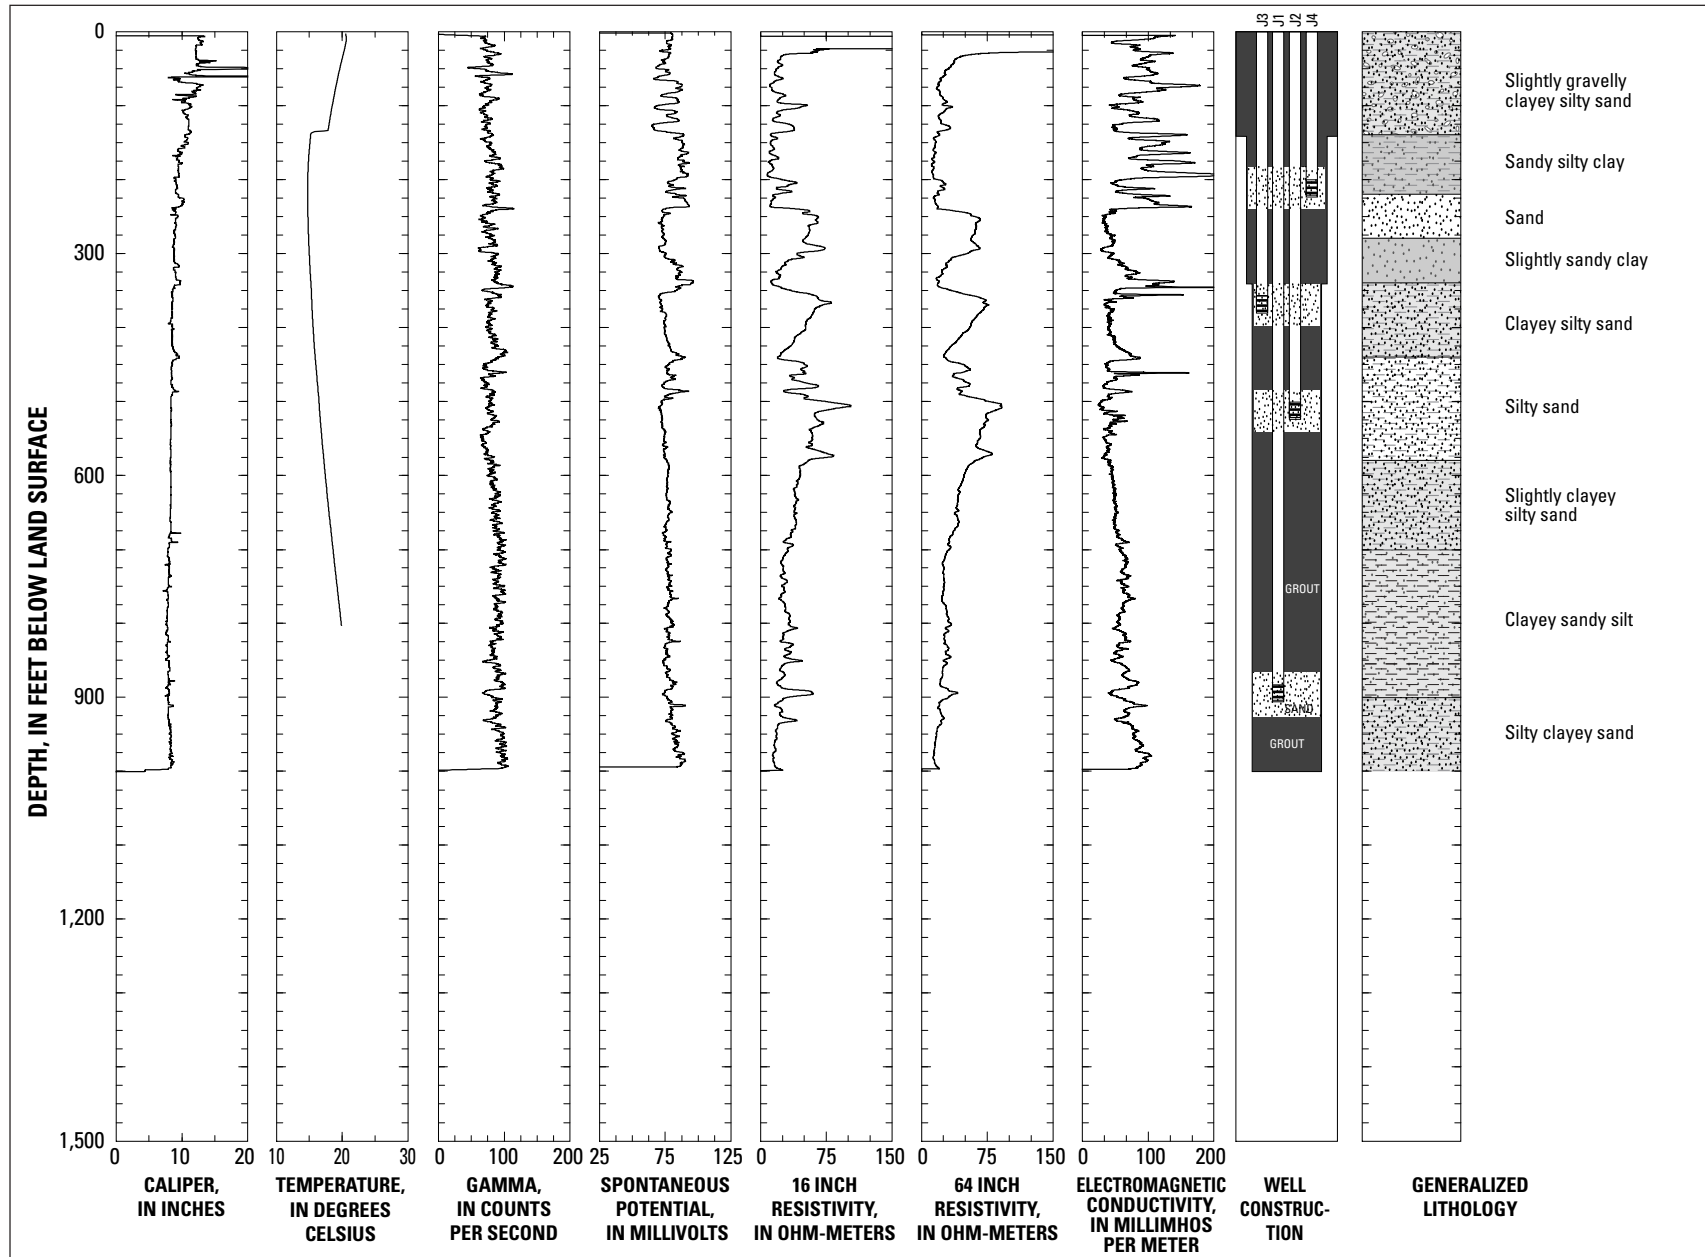 DEPTH, IN FEET BELOW LAND SURFACE
0
300
600
900
1,200
1,500
J3
J1
J2
J4
GROUT
SAND
GROUT
Slightly gravelly
clayey silty sand
Sandy silty clay
Sand
Slightly sandy clay
Clayey silty sand
Silty sand
Slightly clayey
silty sand
Clayey sandy silt
Silty clayey sand
0 10 20
CALIPER,
IN INCHES
10 20 30
TEMPERATURE,
IN DEGREES
CELSIUS
0 100 200
GAMMA,
IN COUNTS
PER SECOND
25 75 125
SPONTANEOUS
POTENTIAL,
IN MILLIVOLTS
0 75 150
16 INCH
RESISTIVITY,
IN OHM-METERS
0 75 150
64 INCH
RESISTIVITY,
IN OHM-METERS
0 100 200
ELECTROMAGNETIC
CONDUCTIVITY,
IN MILLIMHOS
PER METER
WELL
CONSTRUC-
TION
GENERALIZED
LITHOLOGY